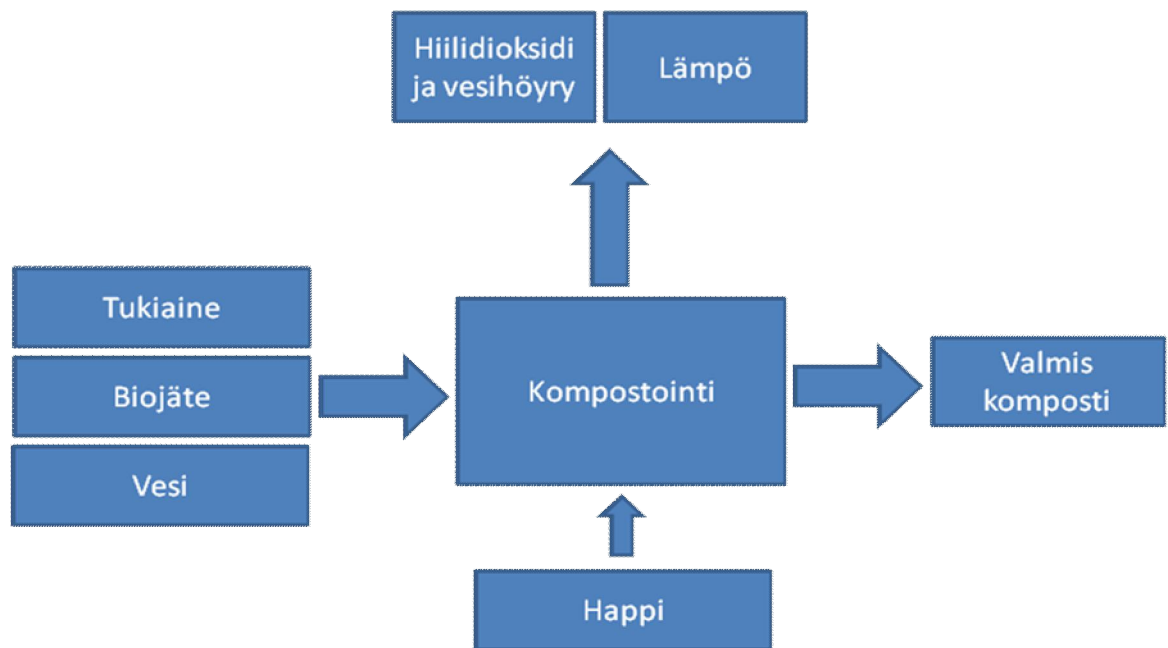 Hiilidioksidi
ja vesihöyry
Lämpö
Tukiaine
Biojäte
Vesi
Kompostointi
Valmis
komposti
Happi